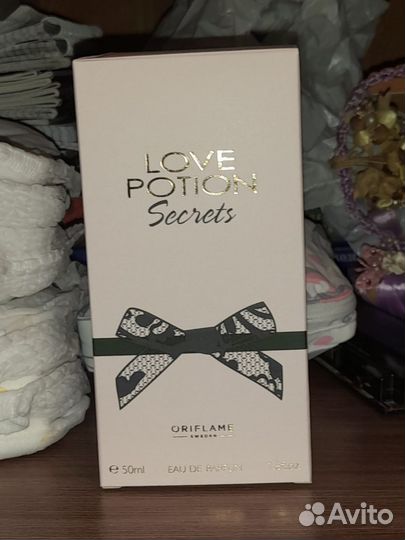 LOVE
POTION
Secrets
ORIFLAME
SWEDEN
e 50ml EAU DE PARFUM
Avito